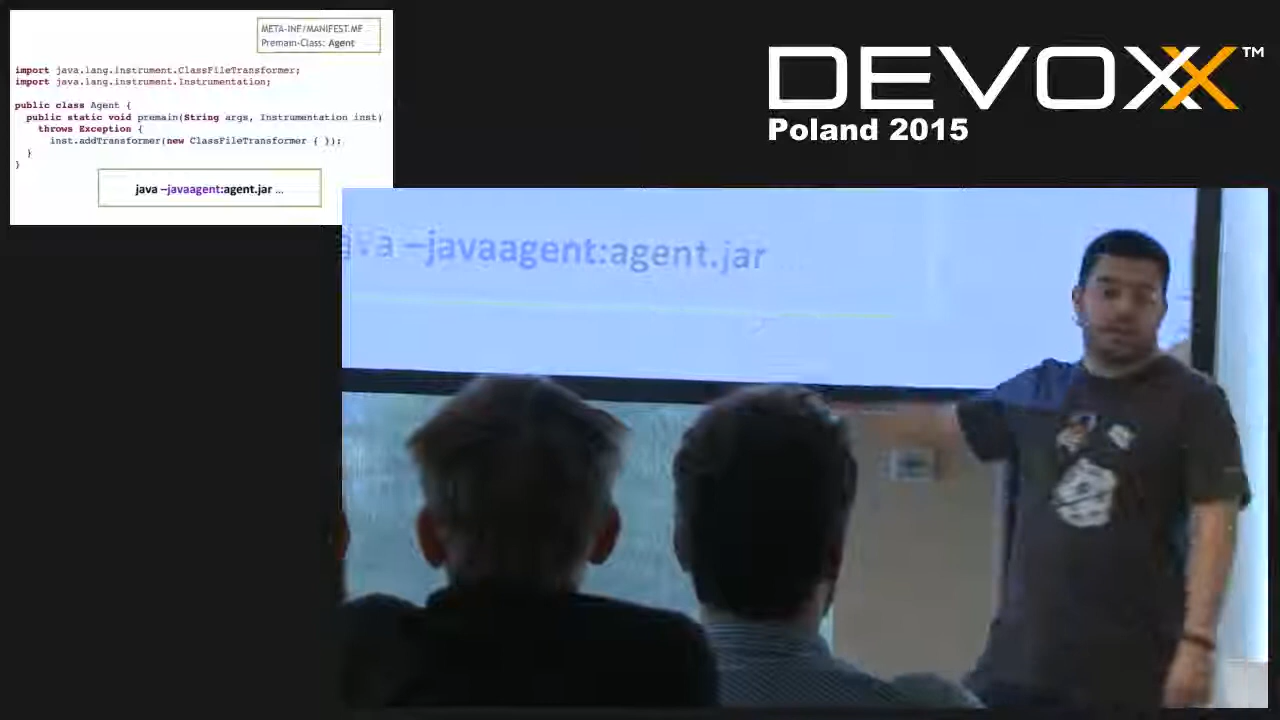 META-INF/MANIFEST.MF
Premain-Class: Agent
import java.lang.instrument.ClassFileTransformer;
import java.lang.instrument.Instrumentation;
public class Agent {
public static void premain(String args, Instrumentation inst)
throws Exception {
inst.addTransformer(new ClassFileTransformer { });
}
}
java –javaagent:agent.jar ...
DEVOXX™
Poland 2015
java –javaagent:agent.jar ...